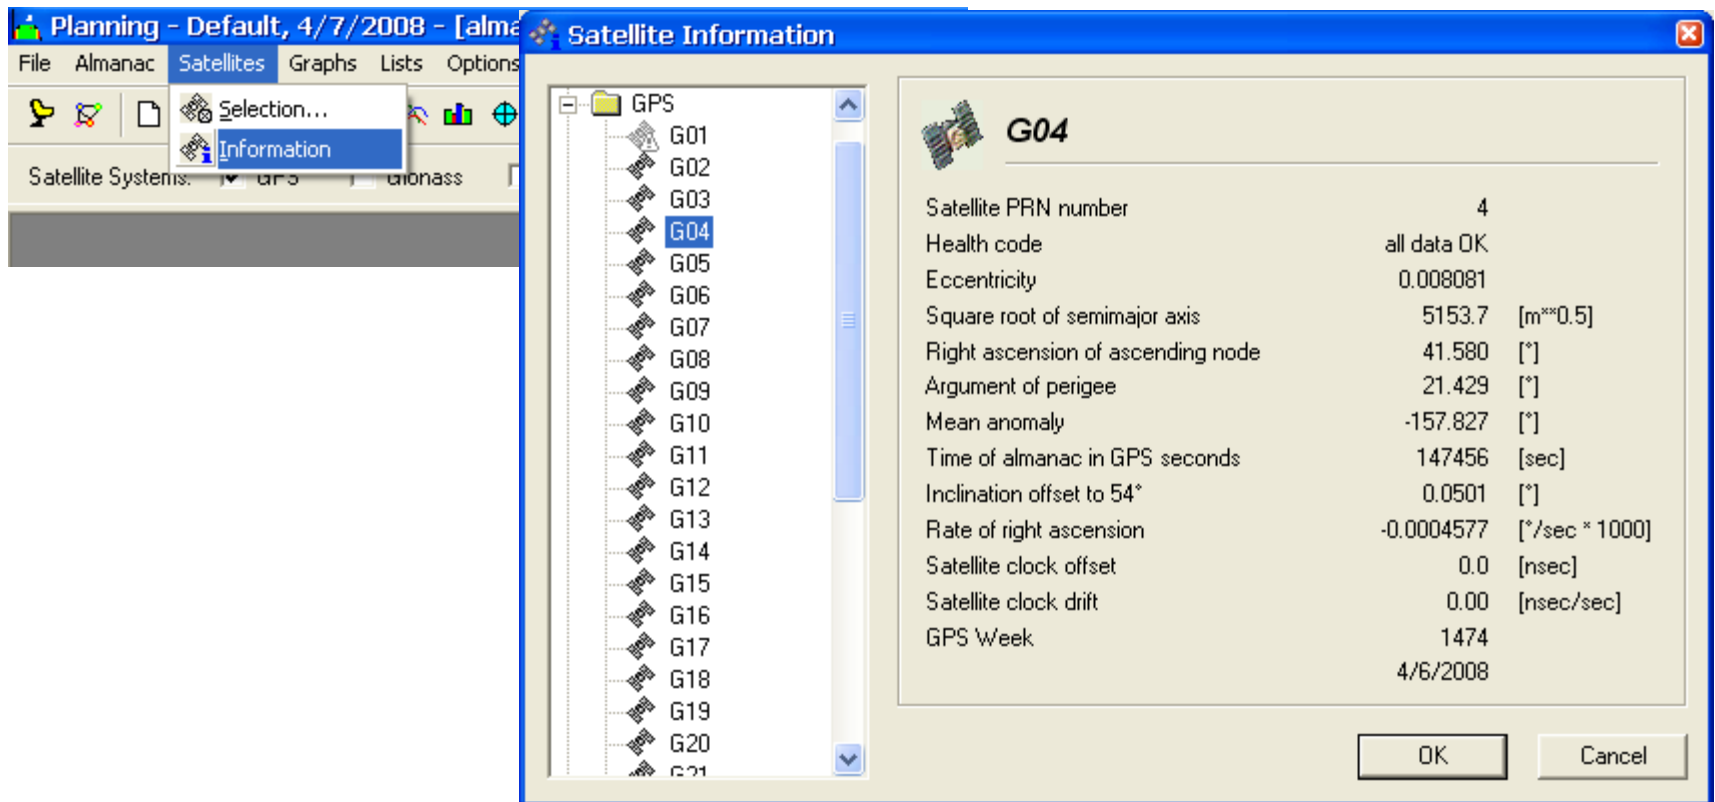 Planning - Default, 4/7/2008 - [alma
File Almanac Satellites Graphs Lists Options
Selection...
Information
Satellite Systems: GPS Glonass
Satellite Information
GPS
G01
G02
G03
G04
G05
G06
G07
G08
G09
G10
G11
G12
G13
G14
G15
G16
G17
G18
G19
G20
G21
G04
Satellite PRN number 4
Health code all data OK
Eccentricity 0.008081
Square root of semimajor axis 5153.7 [m**0.5]
Right ascension of ascending node 41.580 [°]
Argument of perigee 21.429 [°]
Mean anomaly -157.827 [°]
Time of almanac in GPS seconds 147456 [sec]
Inclination offset to 54° 0.0501 [°]
Rate of right ascension -0.0004577 [°/sec * 1000]
Satellite clock offset 0.0 [nsec]
Satellite clock drift 0.00 [nsec/sec]
GPS Week 1474
4/6/2008
OK Cancel